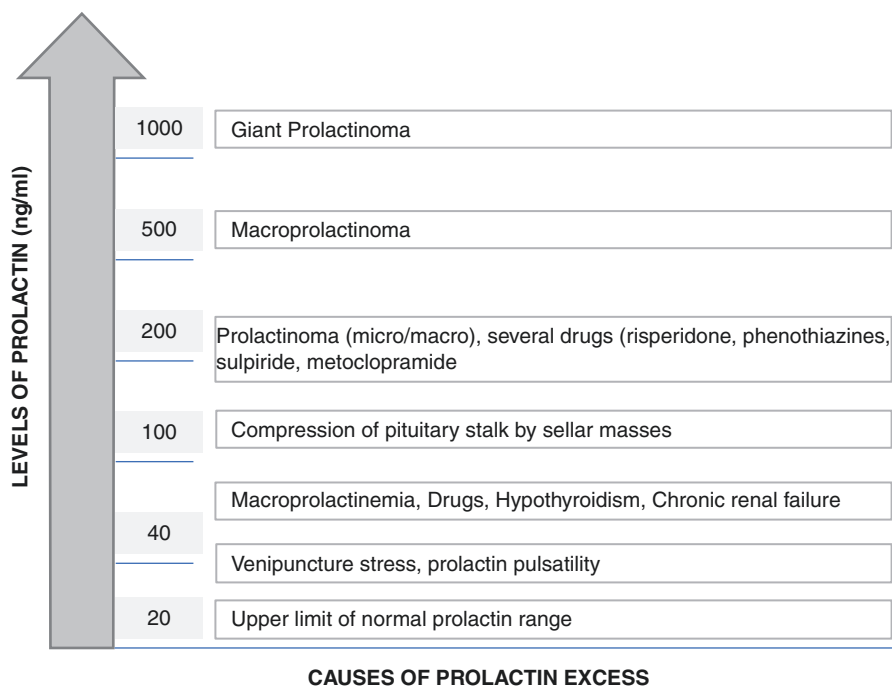 LEVELS OF PROLACTIN (ng/ml)
1000
Giant Prolactinoma
500
Macroprolactinoma
200
Prolactinoma (micro/macro), several drugs (risperidone, phenothiazines,
sulpiride, metoclopramide
100
Compression of pituitary stalk by sellar masses
Macroprolactinemia, Drugs, Hypothyroidism, Chronic renal failure
40
Venipuncture stress, prolactin pulsatility
20
Upper limit of normal prolactin range
CAUSES OF PROLACTIN EXCESS